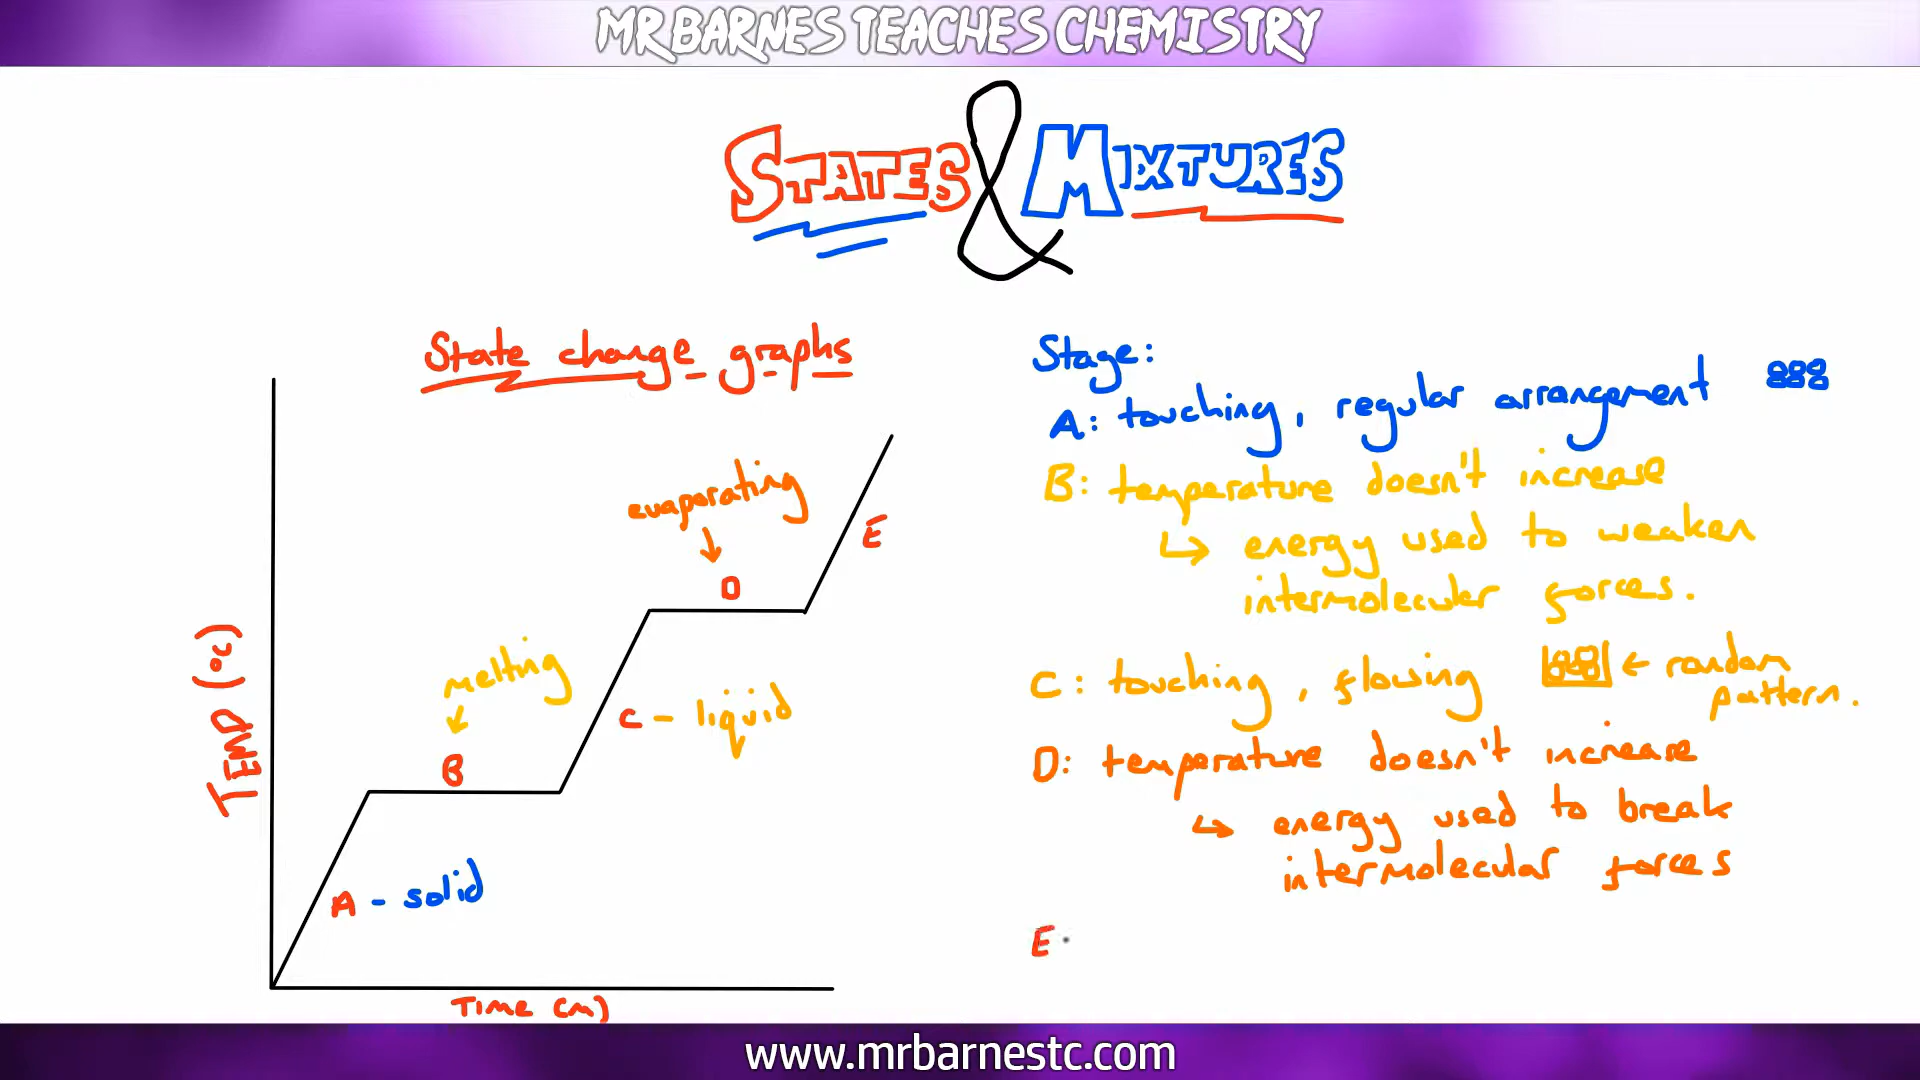 MR BARNES TEACHES CHEMISTRY
STATES & MIXTURES
State change graphs
Stage:
A: touching, regular arrangement
B: temperature doesn't increase
↳ energy used to weaken
intermolecular forces.
C: touching, flowing ← random
pattern.
D: temperature doesn't increase
↳ energy used to break
intermolecular forces
E
evaporating
D
E
melting
B
C - liquid
A - solid
TEMP (°C)
Time (m)
www.mrbarnestc.com